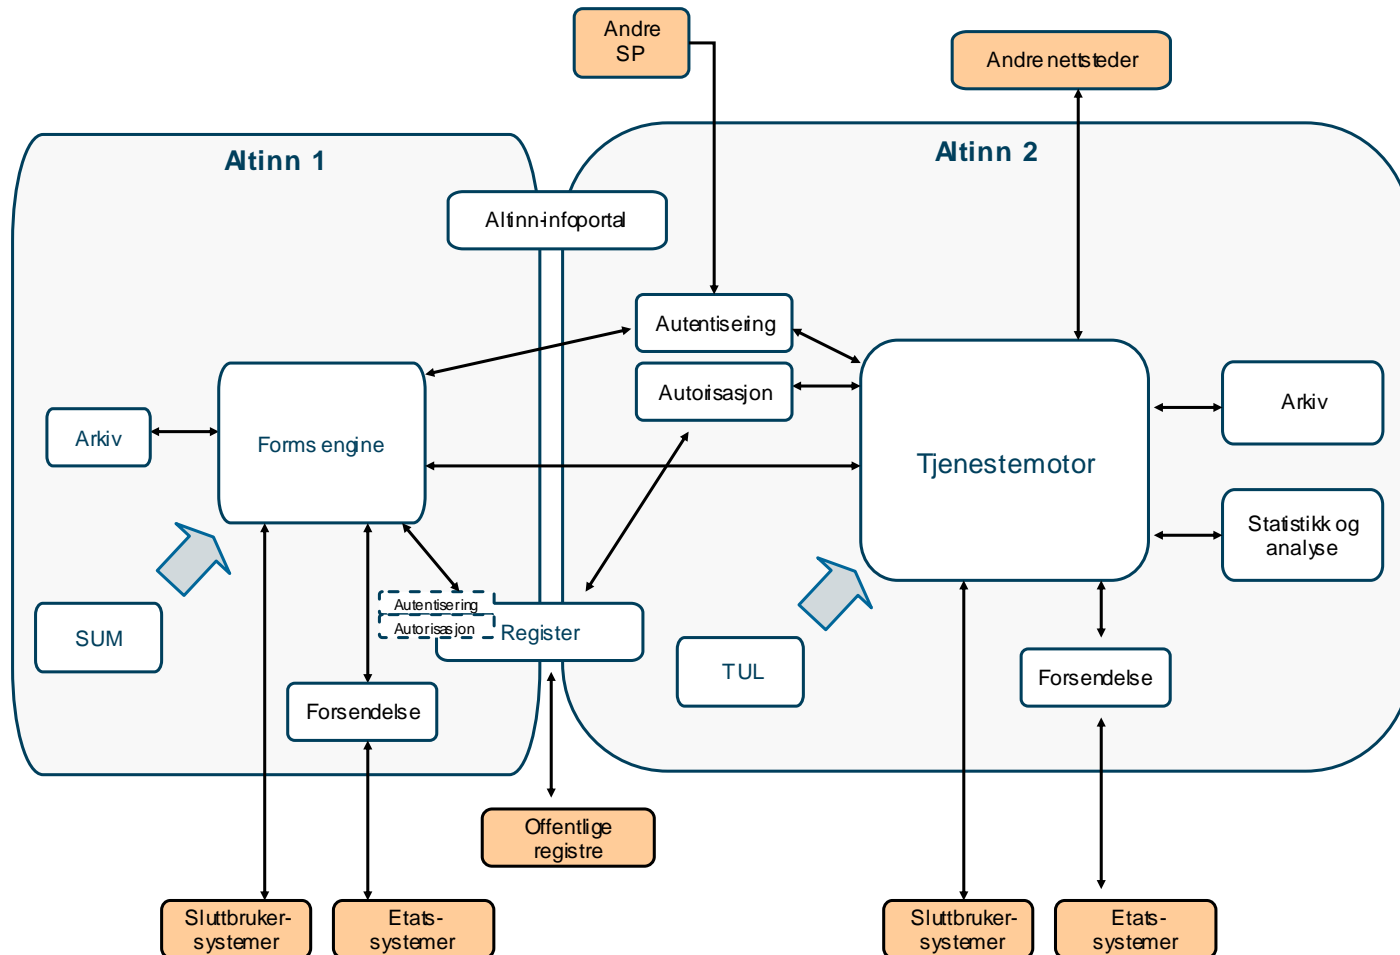 Andre
SP
Andre nettsteder
Altinn 1
Altinn 2
Altinn-infoportal
Autentisering
Autorisasjon
Arkiv
Forms engine
Tjenestemotor
Arkiv
Statistikk og
analyse
SUM
Autentisering
Autorisasjon
Register
TUL
Forsendelse
Forsendelse
Offentlige
registre
Sluttbruker-
systemer
Etats-
systemer
Sluttbruker-
systemer
Etats-
systemer